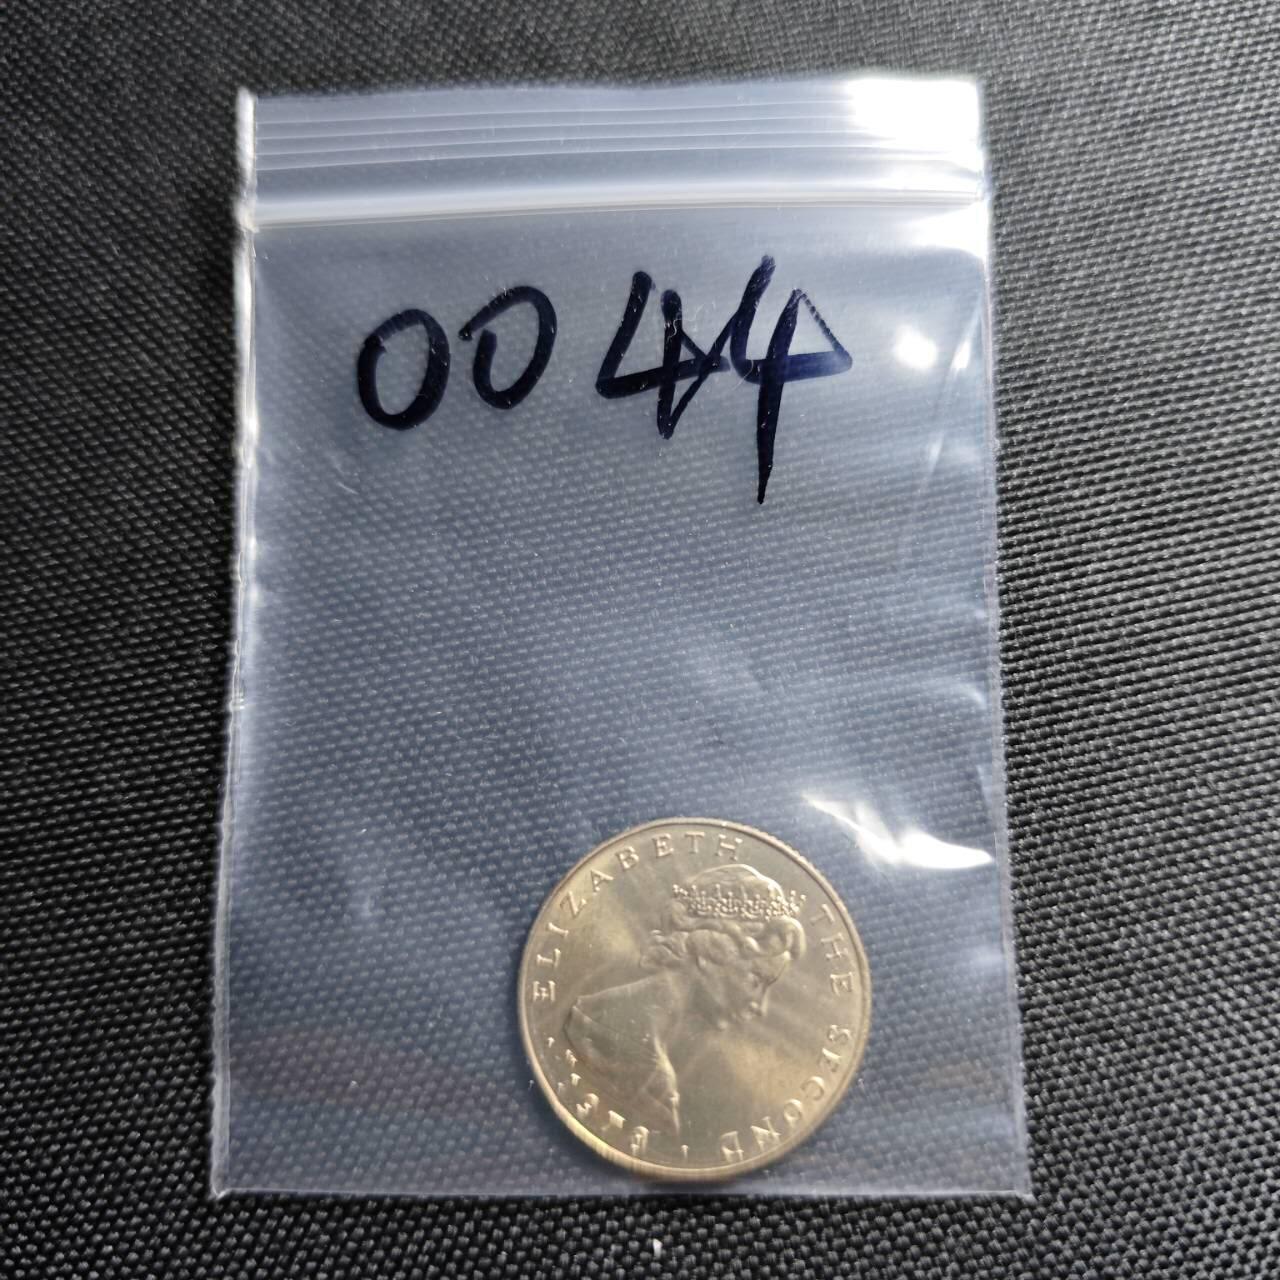 0044
ELIZABETH THE SECOND